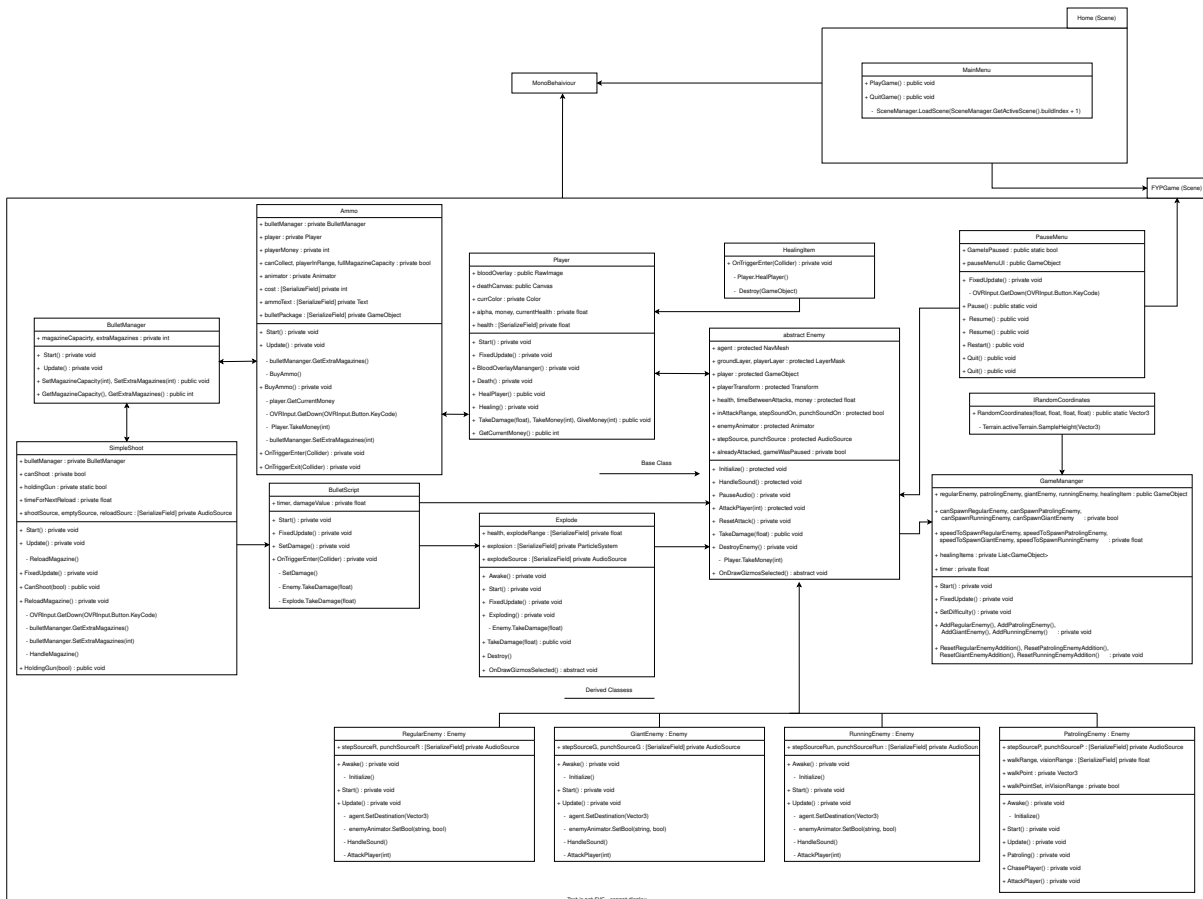 Home (Scene)
MainMenu
+ PlayGame() : public void
+ QuitGame() : public void
- SceneManager.LoadScene(SceneManager.GetActiveScene().buildIndex + 1)
MonoBehaiviour
FYPGame (Scene)
Ammo
+ bulletManager : private BulletManager
+ player : private Player
+ playerMoney : private int
+ canCollect, playerInRange, fullMagazineCapacity : private bool
+ animator : private Animator
+ cost : [SerializeField] private int
+ ammoText : [SerializeField] private Text
+ bulletPackage : [SerializeField] private GameObject
+ Start() : private void
+ Update() : private void
- bulletMananger.GetExtraMagazines()
- BuyAmmo()
+ BuyAmmo() : private void
- player.GetCurrentMoney
- OVRInput.GetDown(OVRInput.Button.KeyCode)
- Player.TakeMoney(int)
- bulletMananger.SetExtraMagazines(int)
+ OnTriggerEnter(Collider) : private void
+ OnTriggerExit(Collider) : private void
Player
+ bloodOverlay : public RawImage
+ deathCanvas: public Canvas
+ currColor : private Color
+ alpha, money, currentHealth : private float
+ health : [SerializeField] private float
+ Start() : private void
+ FixedUpdate() : private void
+ BloodOverlayMananger() : private void
+ Death() : private void
+ HealPlayer() : public void
+ Healing() : private void
+ TakeDamage(float), TakeMoney(int), GiveMoney(int) : public void
+ GetCurrentMoney() : public int
HealingItem
+ OnTriggerEnter(Collider) : private void
- Player.HealPlayer()
- Destroy(GameObject)
PauseMenu
+ GameIsPaused : public static bool
+ pauseMenuUI : public GameObject
+ FixedUpdate() : private void
- OVRInput.GetDown(OVRInput.Button.KeyCode)
+ Pause() : public static void
+ Resume() : public void
+ Resume() : public void
+ Restart() : public void
+ Quit() : public void
+ Quit() : public void
BulletManager
+ magazineCapacirty, extraMagazines : private int
+ Start() : private void
+ Update() : private void
+ SetMagazineCapacity(int), SetExtraMagazines(int) : public void
+ GetMagazineCapacity(), GetExtraMagazines() : public int
abstract Enemy
+ agent : protected NavMesh
+ groundLayer, playerLayer : protected LayerMask
+ player : protected GameObject
+ playerTransform : protected Transform
+ health, timeBetweenAttacks, money : protected float
+ inAttackRange, stepSoundOn, punchSoundOn : protected bool
+ enemyAnimator : protected Animator
+ stepSource, punchSource : protected AudioSource
+ alreadyAttacked, gameWasPaused : private bool
+ Initialize() : protected void
+ HandleSound() : protected void
+ PauseAudio() : private void
+ AttackPlayer(int) : protected void
+ ResetAttack() : private void
+ TakeDamage(float) : public void
+ DestroyEnemy() : private void
- Player.TakeMoney(int)
+ OnDrawGizmosSelected() : abstract void
IRandomCoordinates
+ RandomCoordinates(float, float, float, float) : public static Vector3
- Terrain.activeTerrain.SampleHeight(Vector3)
SimpleShoot
+ bulletManager : private BulletManager
+ canShoot : private bool
+ holdingGun : private static bool
+ timeForNextReload : private float
+ shootSource, emptySource, reloadSourc : [SerializeField] private AudioSource
+ Start() : private void
+ Update() : private void
- ReloadMagazine()
+ FixedUpdate() : private void
+ CanShoot(bool) : public void
+ ReloadMagazine() : private void
- OVRInput.GetDown(OVRInput.Button.KeyCode)
- bulletMananger.GetExtraMagazines()
- bulletMananger.SetExtraMagazines(int)
- HandleMagazine()
+ HoldingGun(bool) : public void
Base Class
BulletScript
+ timer, damageValue : private float
+ Start() : private void
+ FixedUpdate() : private void
+ SetDamage() : private void
+ OnTriggerEnter(Collider) : private void
- SetDamage()
- Enemy.TakeDamage(float)
- Explode.TakeDamage(float)
Explode
+ health, explodeRange : [SerializeField] private float
+ explosion : [SerializeField] private ParticleSystem
+ explodeSource : [SerializeField] private AudioSource
+ Awake() : private void
+ Start() : private void
+ FixedUpdate() : private void
+ Exploding() : private void
- Enemy.TakeDamage(float)
+ TakeDamage(float) : public void
+ Destroy()
+ OnDrawGizmosSelected() : abstract void
GameMananger
+ regularEnemy, patrolingEnemy, giantEnemy, runningEnemy, healingItem : public GameObject
+ canSpawnRegularEnemy, canSpawnPatrolingEnemy,
canSpawnRunningEnemy, canSpawnGiantEnemy : private bool
+ speedToSpawnRegularEnemy, speedToSpawnPatrolingEnemy,
speedToSpawnGiantEnemy, speedToSpawnRunningEnemy : private float
+ healingItems : private List<GameObject>
+ timer : private float
+ Start() : private void
+ FixedUpdate() : private void
+ SetDifficulty() : private void
+ AddRegularEnemy(), AddPatrolingEnemy(),
AddGiantEnemy(), AddRunningEnemy() : private void
+ ResetRegularEnemyAddition(), ResetPatrolingEnemyAddition(),
ResetGiantEnemyAddition(), ResetRunningEnemyAddition() : private void
Derived Classess
RegularEnemy : Enemy
+ stepSourceR, punchSourceR : [SerializeField] private AudioSource
+ Awake() : private void
- Initialize()
+ Start() : private void
+ Update() : private void
- agent.SetDestination(Vector3)
- enemyAnimator.SetBool(string, bool)
- HandleSound()
- AttackPlayer(int)
GiantEnemy : Enemy
+ stepSourceG, punchSourceG : [SerializeField] private AudioSource
+ Awake() : private void
- Initialize()
+ Start() : private void
+ Update() : private void
- agent.SetDestination(Vector3)
- enemyAnimator.SetBool(string, bool)
- HandleSound()
- AttackPlayer(int)
RunningEnemy : Enemy
+ stepSourceRun, punchSourceRun : [SerializeField] private AudioSoun
+ Awake() : private void
- Initialize()
+ Start() : private void
+ Update() : private void
- agent.SetDestination(Vector3)
- enemyAnimator.SetBool(string, bool)
- HandleSound()
- AttackPlayer(int)
PatrolingEnemy : Enemy
+ stepSourceP, punchSourceP : [SerializeField] private AudioSource
+ walkRange, visionRange : [SerializeField] private float
+ walkPoint : private Vector3
+ walkPointSet, inVisionRange : private bool
+ Awake() : private void
- Initialize()
+ Start() : private void
+ Update() : private void
+ Patroling() : private void
+ ChasePlayer() : private void
+ AttackPlayer() : private void